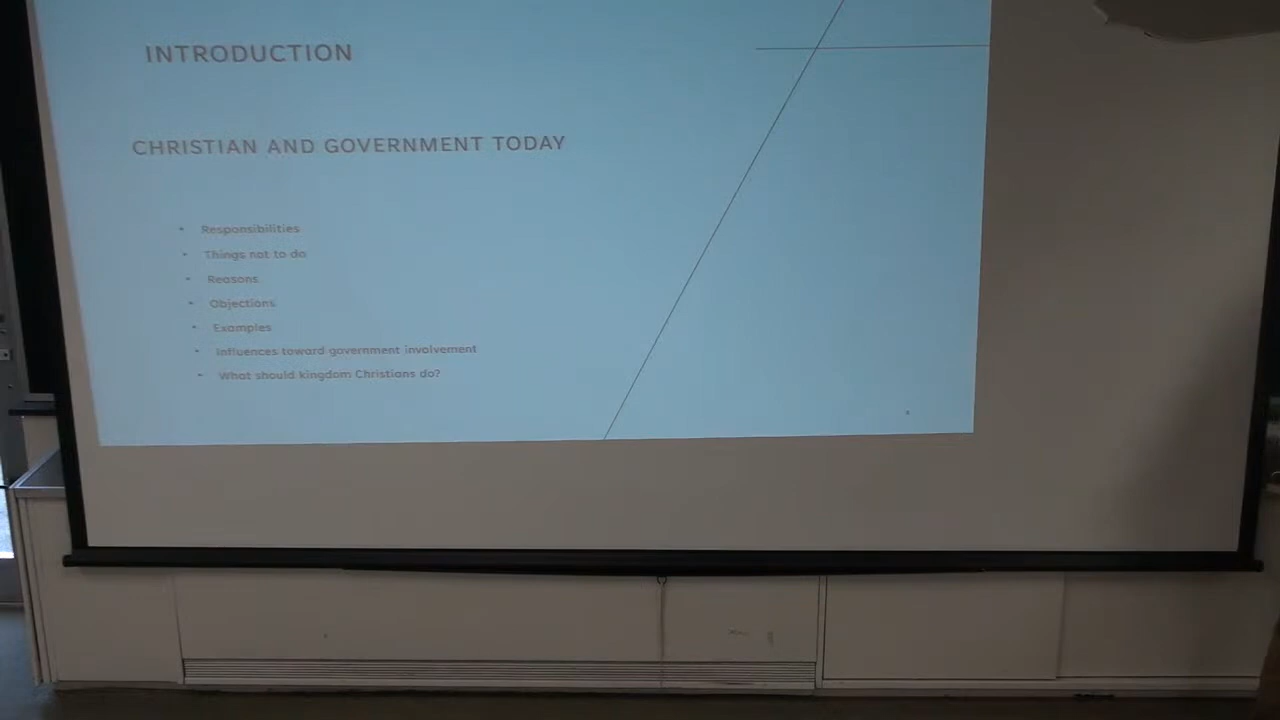 INTRODUCTION
CHRISTIAN AND GOVERNMENT TODAY
• Responsibilities
• Things not to do
• Reasons
• Objections
• Examples
• Influences toward government involvement
• What should kingdom Christians do?